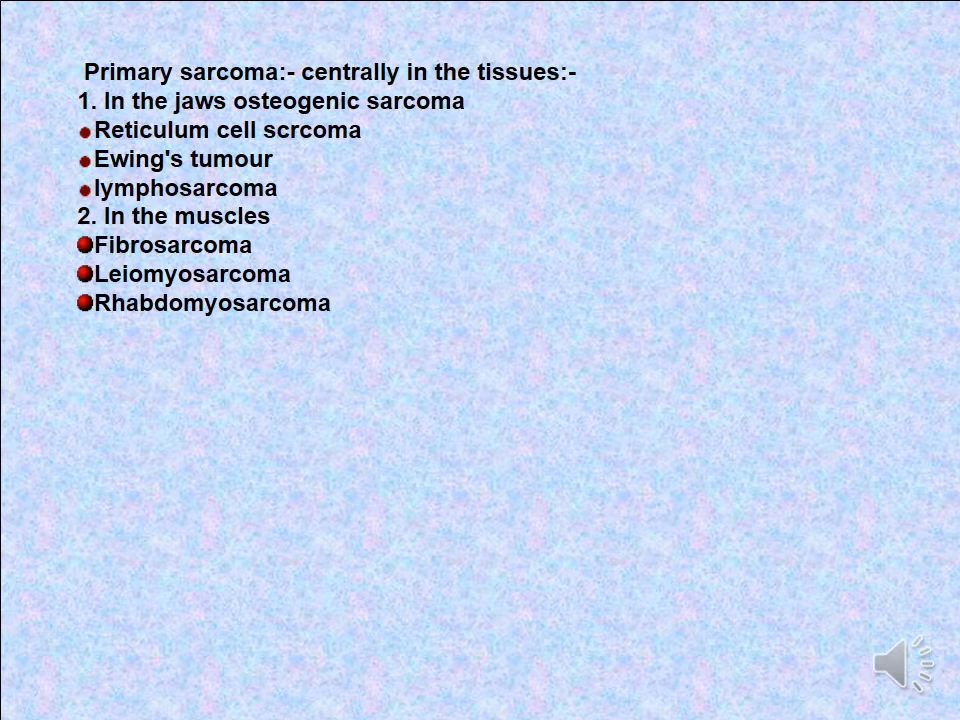 Primary sarcoma:- centrally in the tissues:-
1. In the jaws osteogenic sarcoma
Reticulum cell scrcoma
Ewing's tumour
lymphosarcoma
2. In the muscles
Fibrosarcoma
Leiomyosarcoma
Rhabdomyosarcoma